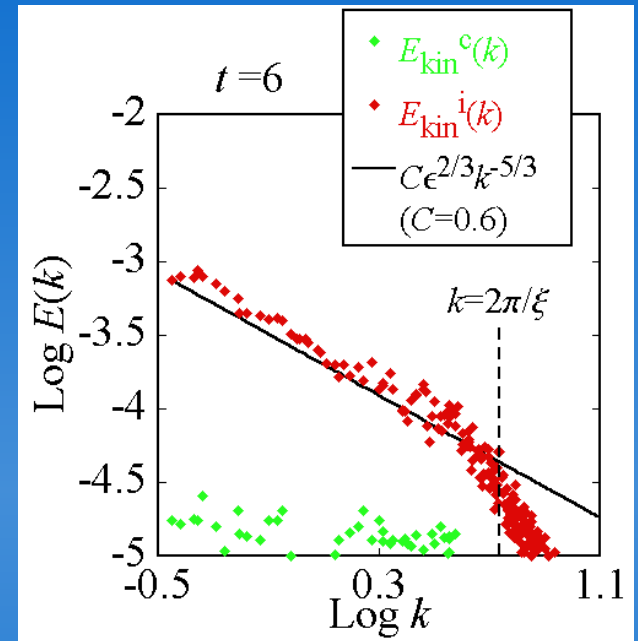 t =6
E_kin^c(k)
E_kin^i(k)
Cϵ^2/3 k^-5/3
(C=0.6)
-2
-2.5
-3
-3.5
-4
-4.5
-5
Log E(k)
k=2π/ξ
-0.5 0.3 1.1
Log k